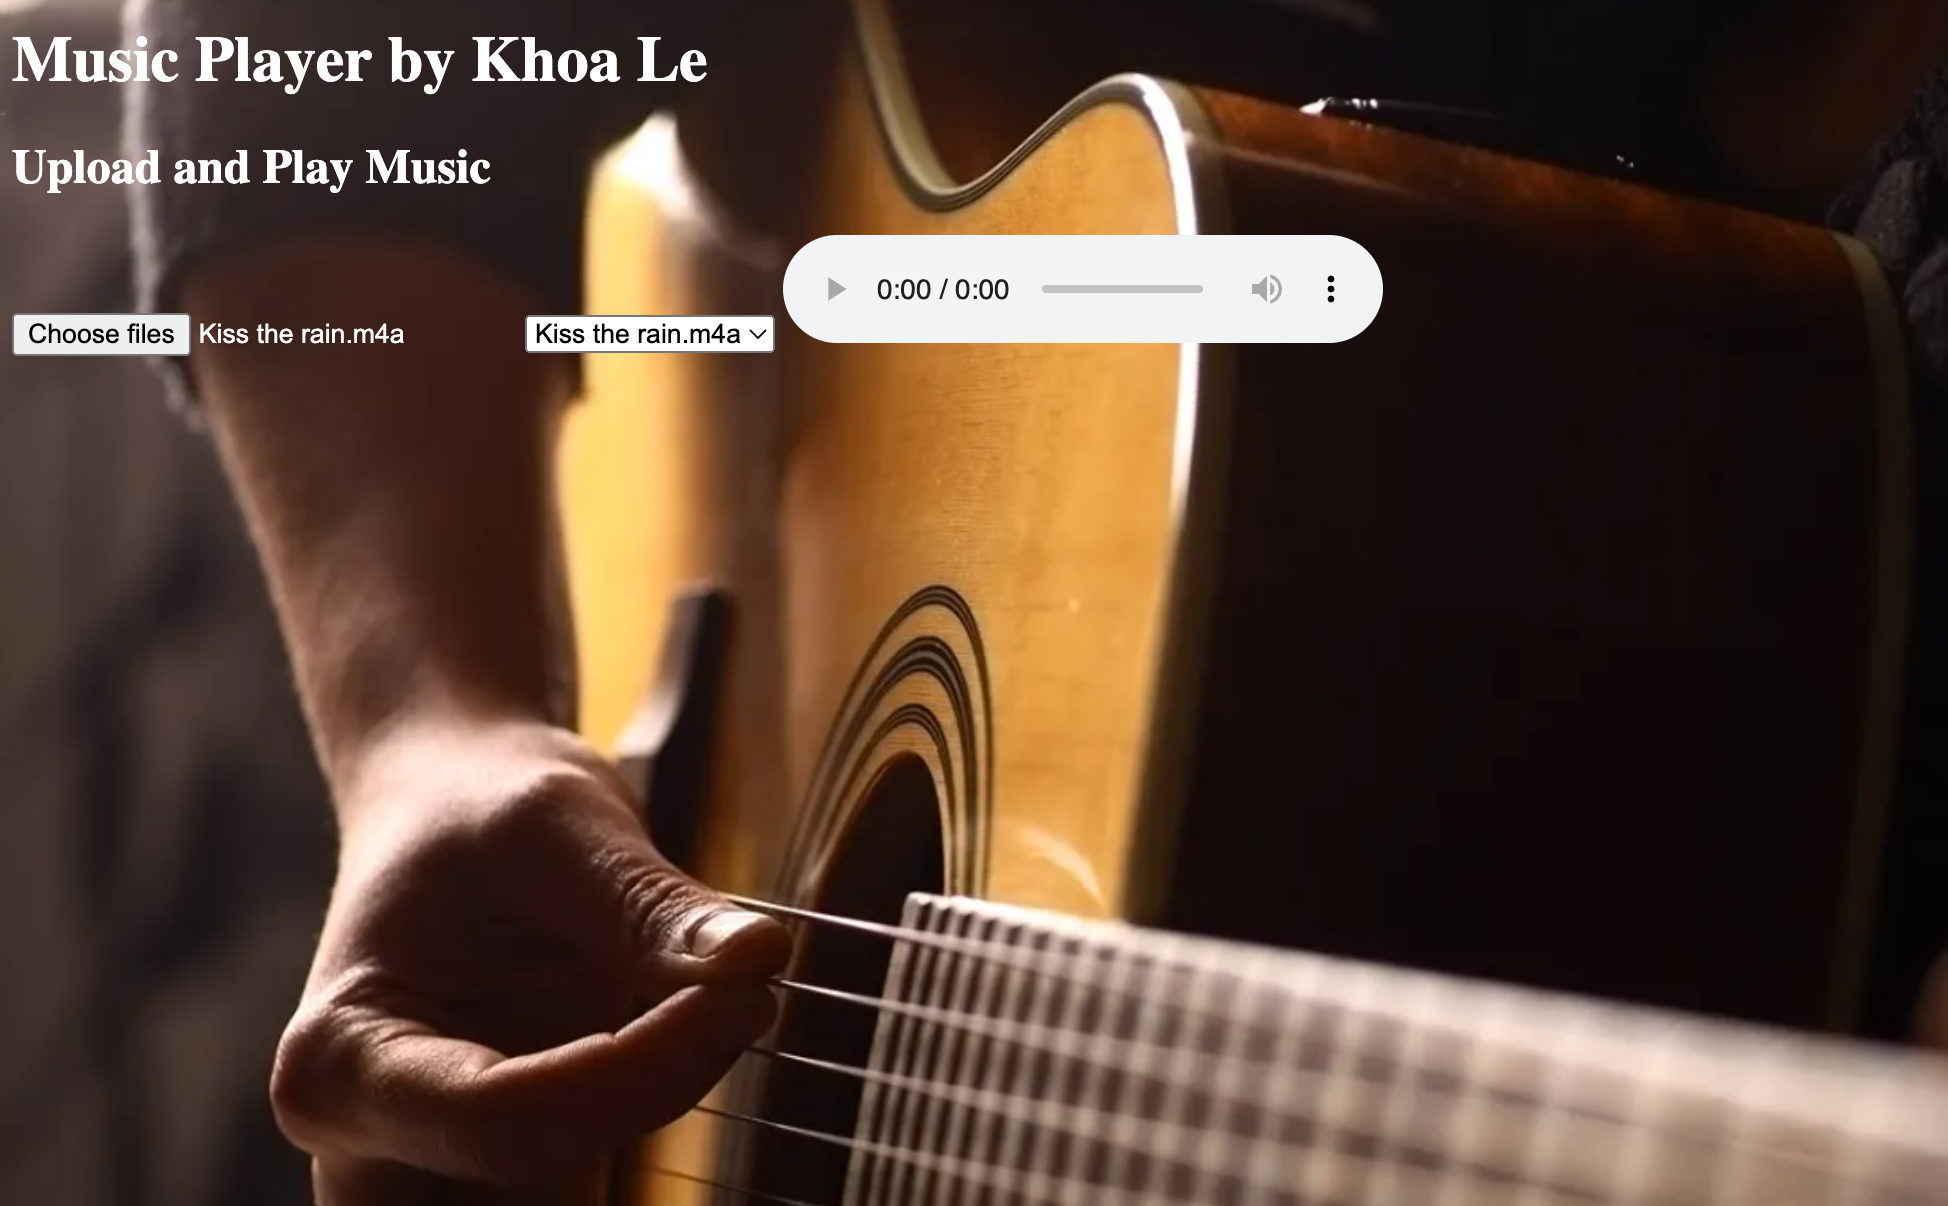 Music Player by Khoa Le
Upload and Play Music
0:00 / 0:00
Choose files Kiss the rain.m4a Kiss the rain.m4a